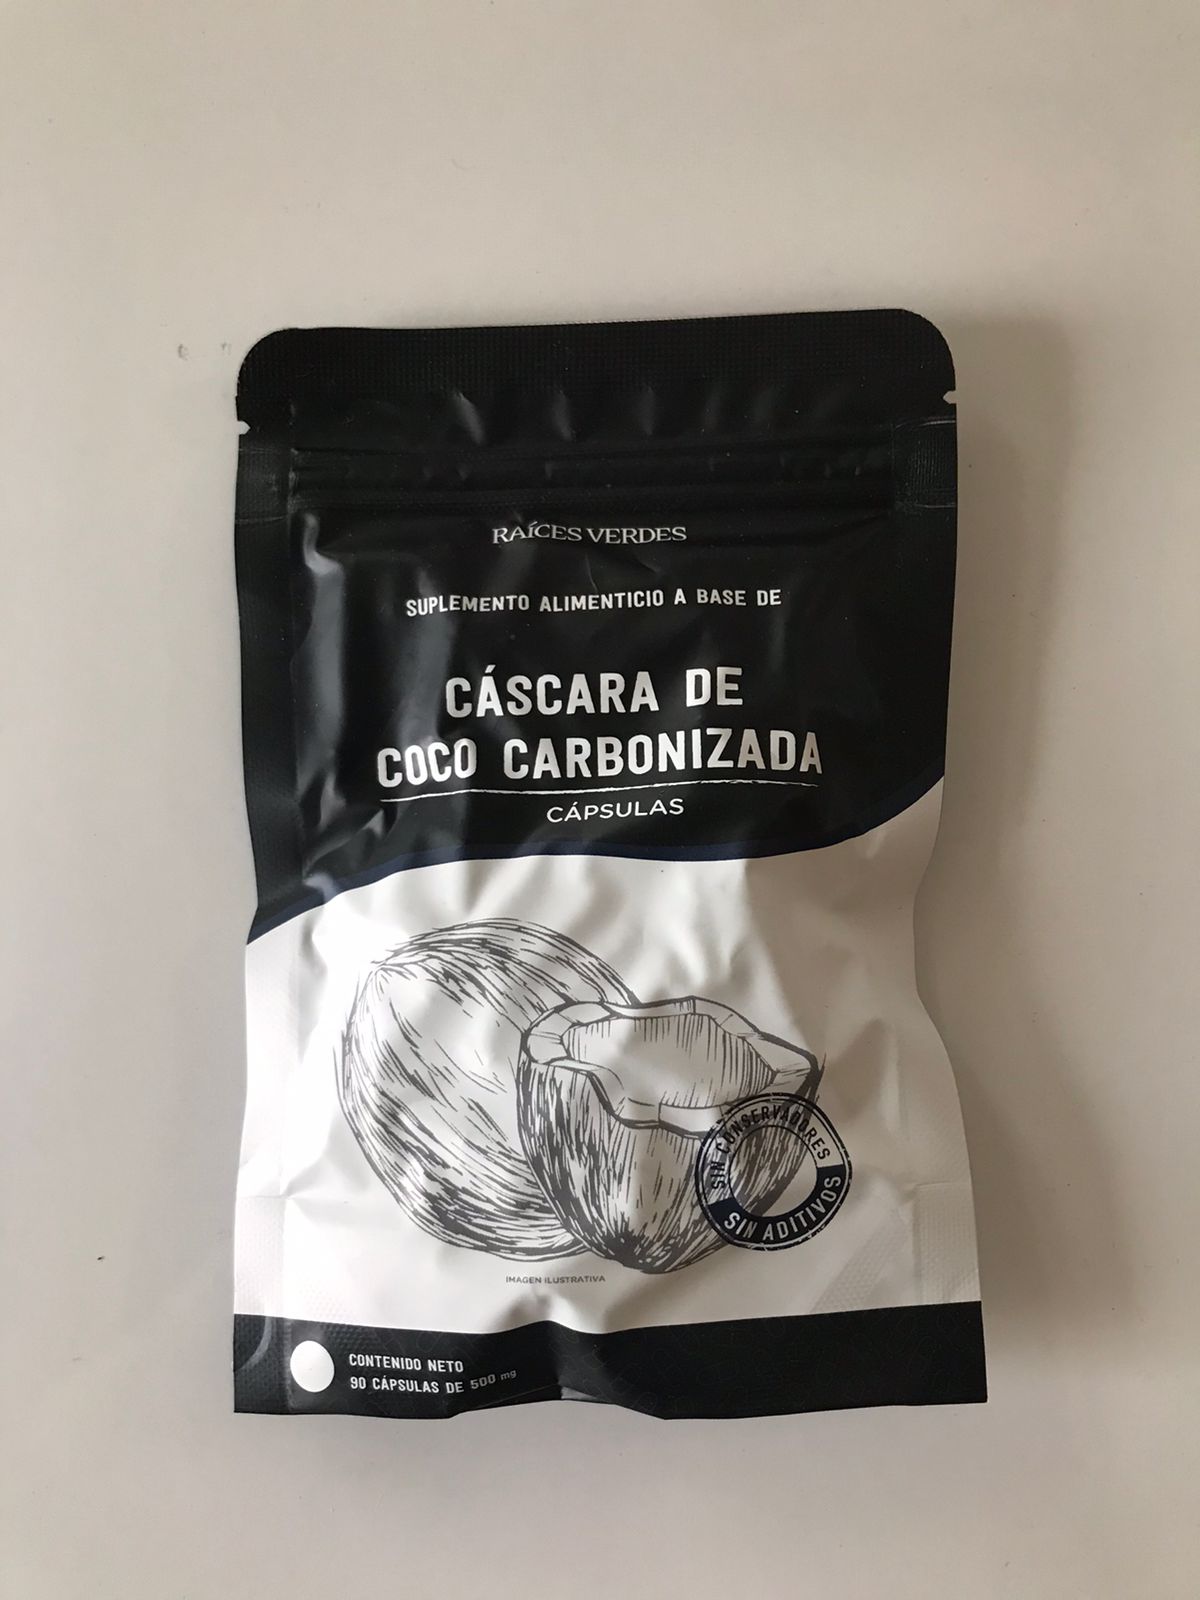 RAÍCES VERDES
SUPLEMENTO ALIMENTICIO A BASE DE
CÁSCARA DE
COCO CARBONIZADA
CÁPSULAS
SIN CONSERVADORES
SIN ADITIVOS
IMAGEN ILUSTRATIVA
CONTENIDO NETO
90 CÁPSULAS DE 500 mg